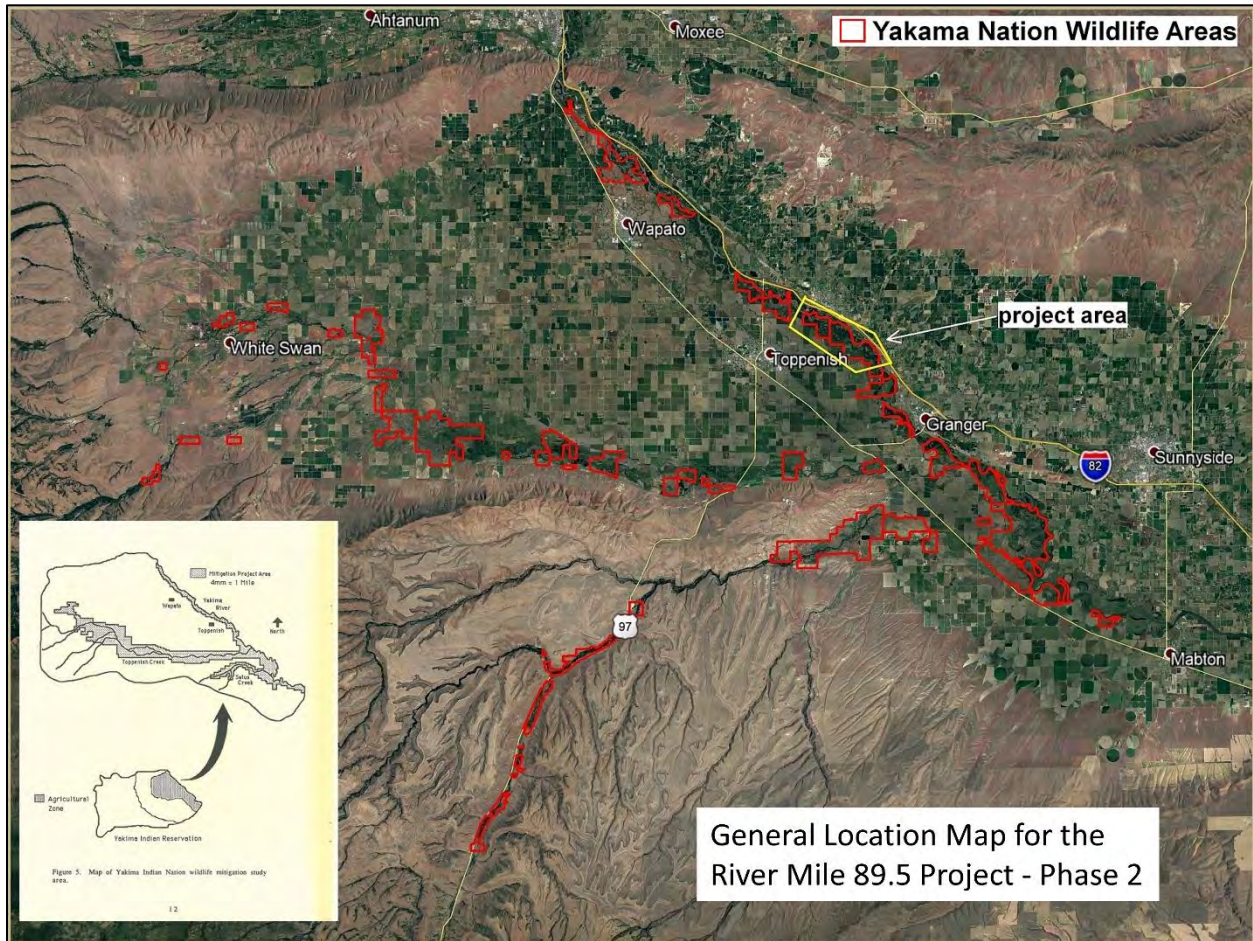 Ahtanum
Moxee
Yakama Nation Wildlife Areas
Wapato
project area
White Swan
Toppenish
Granger
82
Sunnyside
97
Mabton
Mitigation Project Area
4mm = 1 Mile
Wapato
Yakima
River
Toppenish
North
Toppenish Creek
Satus
Creek
Agricultural
Zone
Yakima Indian Reservation
Figure 5. Map of Yakima Indian Nation wildlife mitigation study
area.
12
General Location Map for the
River Mile 89.5 Project - Phase 2